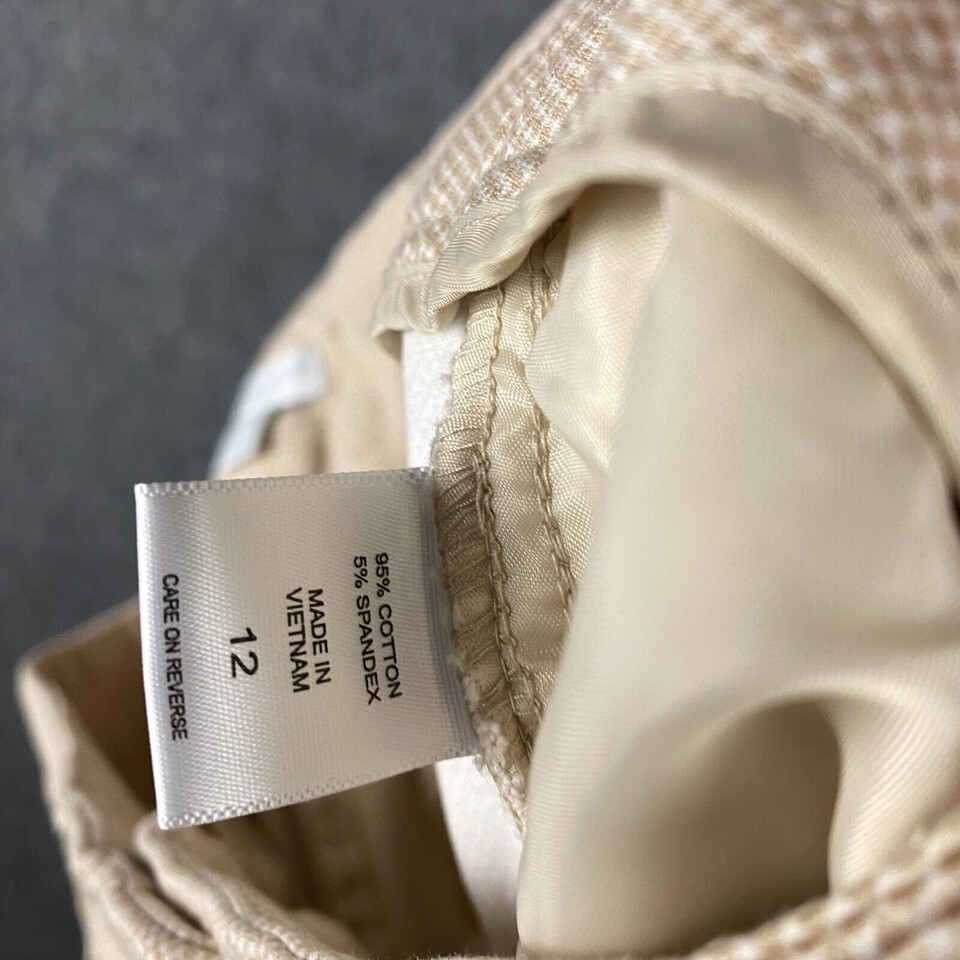 95% COTTON
5% SPANDEX
MADE IN
VIETNAM
12
CARE ON REVERSE